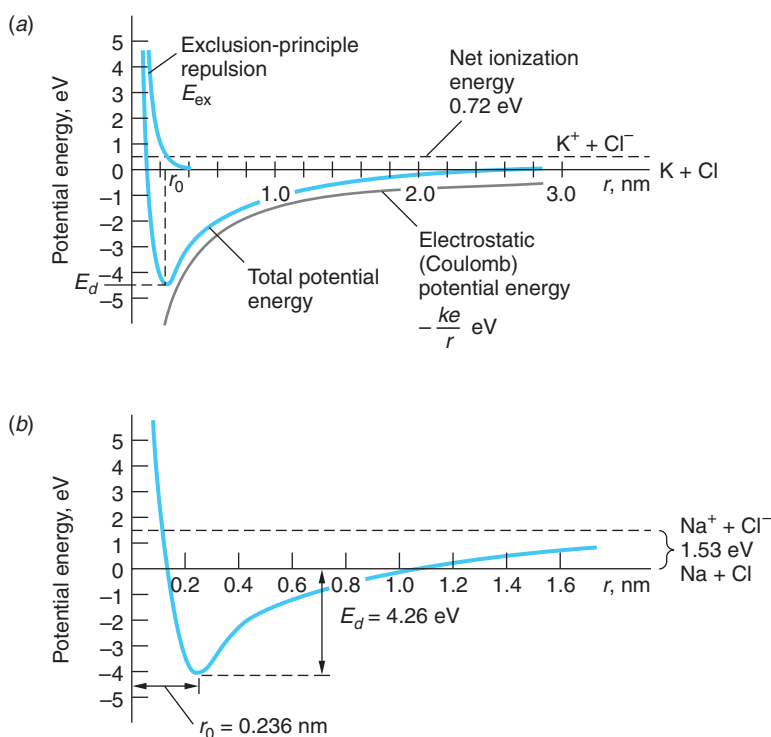 (a)
Potential energy, eV
5
4
3
2
1
0
–1
–2
–3
–4
–5
E_d
Exclusion-principle
repulsion
E_ex
r_0
Net ionization
energy
0.72 eV
K⁺ + Cl⁻
K + Cl
1.0
2.0
3.0
r, nm
Total potential
energy
Electrostatic
(Coulomb)
potential energy
– ke/r eV
(b)
Potential energy, eV
5
4
3
2
1
0
–1
–2
–3
–4
–5
0.2
0.4
0.6
0.8
1.0
1.2
1.4
1.6
r, nm
Na⁺ + Cl⁻
1.53 eV
Na + Cl
E_d = 4.26 eV
r_0 = 0.236 nm